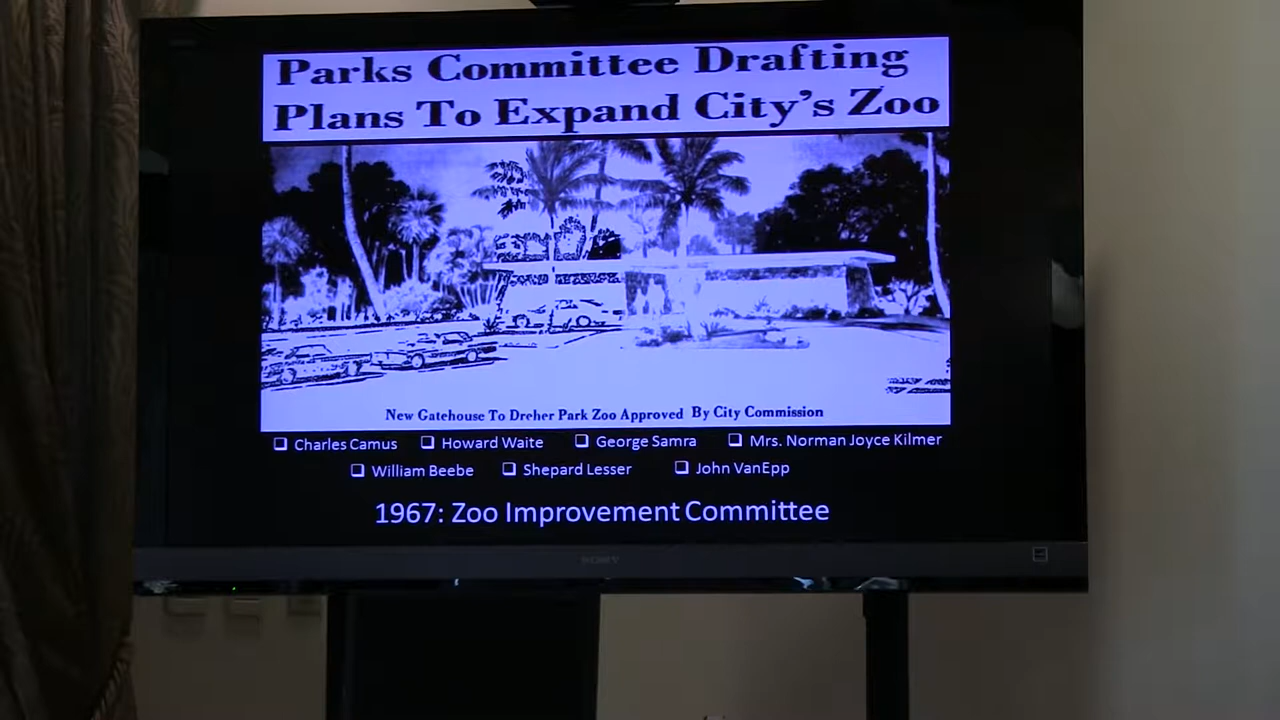 Parks Committee Drafting
Plans To Expand City's Zoo
New Gatehouse To Dreher Park Zoo Approved By City Commission
❑ Charles Camus ❑ Howard Waite ❑ George Samra ❑ Mrs. Norman Joyce Kilmer
❑ William Beebe ❑ Shepard Lesser ❑ John VanEpp
1967: Zoo Improvement Committee
SONY